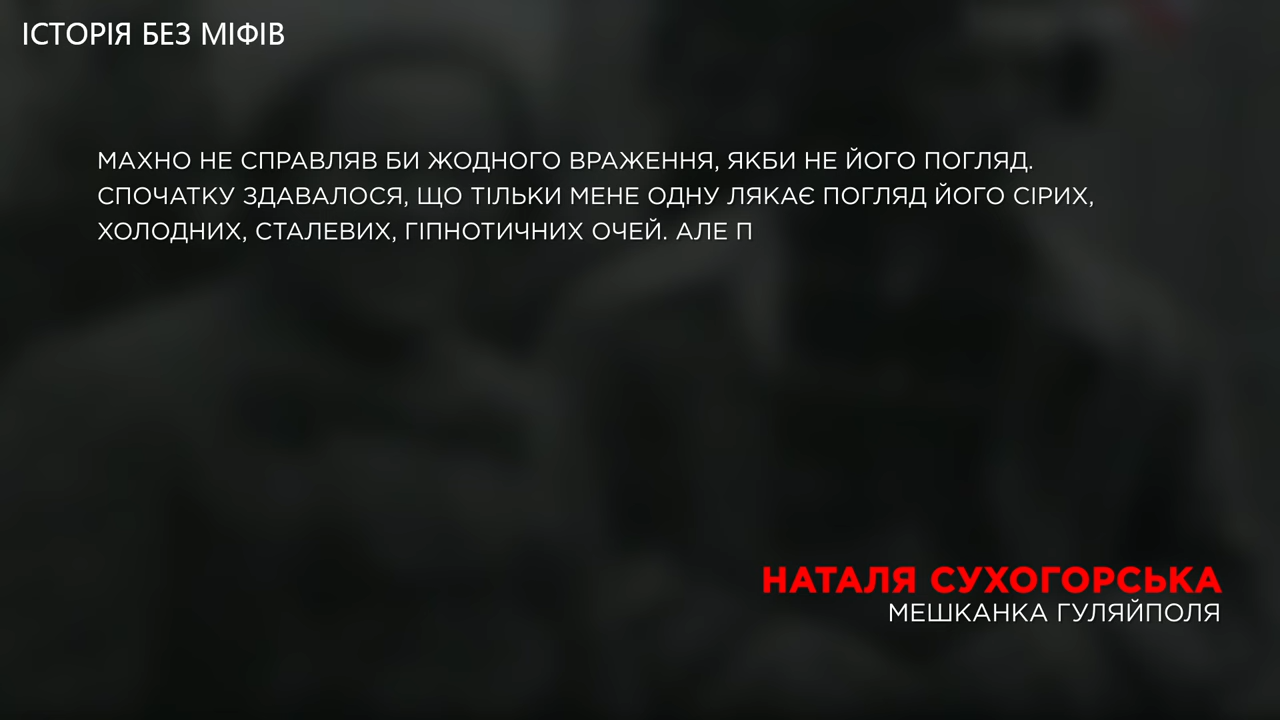 ІСТОРІЯ БЕЗ МІФІВ
МАХНО НЕ СПРАВЛЯВ БИ ЖОДНОГО ВРАЖЕННЯ, ЯКБИ НЕ ЙОГО ПОГЛЯД.
СПОЧАТКУ ЗДАВАЛОСЯ, ЩО ТІЛЬКИ МЕНЕ ОДНУ ЛЯКАЄ ПОГЛЯД ЙОГО СІРИХ,
ХОЛОДНИХ, СТАЛЕВИХ, ГІПНОТИЧНИХ ОЧЕЙ. АЛЕ П
НАТАЛЯ СУХОГОРСЬКА
МЕШКАНКА ГУЛЯЙПОЛЯ